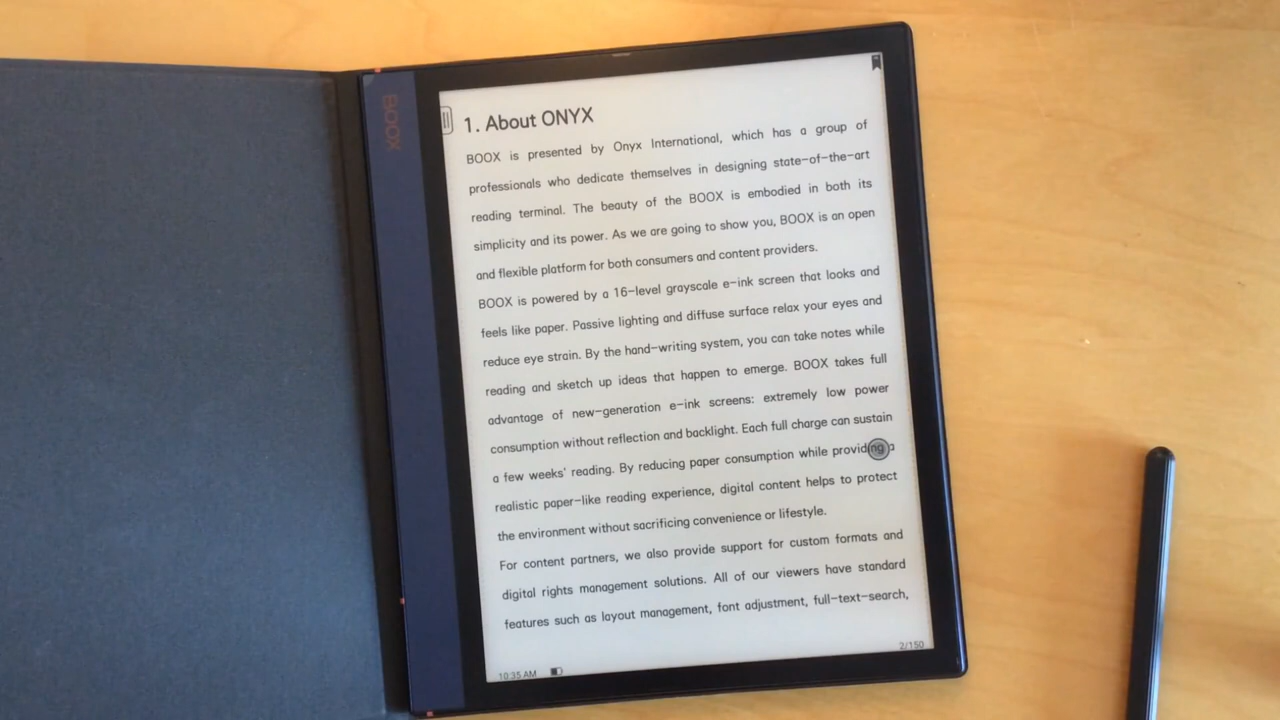 BOOX
1. About ONYX
BOOX is presented by Onyx International, which has a group of
professionals who dedicate themselves in designing state-of-the-art
reading terminal. The beauty of the BOOX is embodied in both its
simplicity and its power. As we are going to show you, BOOX is an open
and flexible platform for both consumers and content providers.
BOOX is powered by a 16-level grayscale e-ink screen that looks and
feels like paper. Passive lighting and diffuse surface relax your eyes and
reduce eye strain. By the hand-writing system, you can take notes while
reading and sketch up ideas that happen to emerge. BOOX takes full
advantage of new-generation e-ink screens: extremely low power
consumption without reflection and backlight. Each full charge can sustain
a few weeks' reading. By reducing paper consumption while providing a
realistic paper-like reading experience, digital content helps to protect
the environment without sacrificing convenience or lifestyle.
For content partners, we also provide support for custom formats and
digital rights management solutions. All of our viewers have standard
features such as layout management, font adjustment, full-text-search,
10:35 AM
2/150